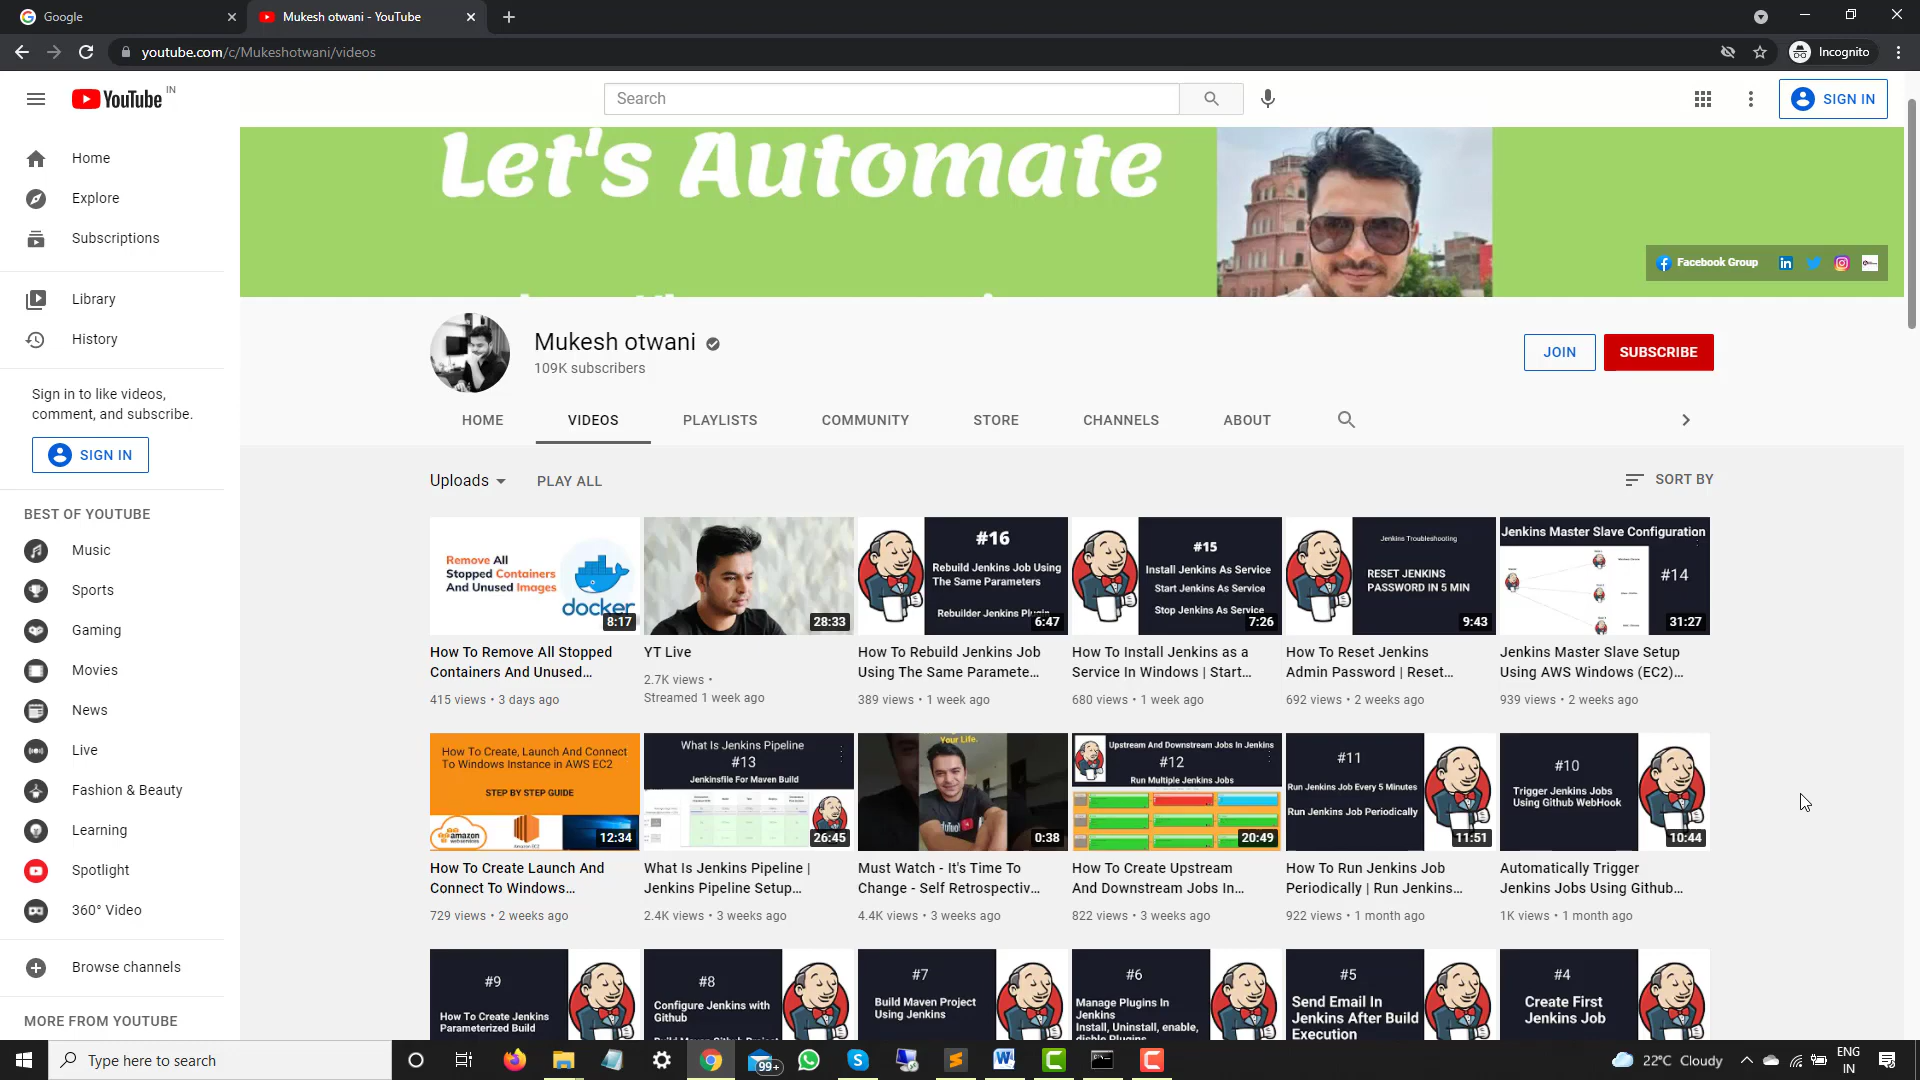 Google
Mukesh otwani - YouTube
youtube.com/c/Mukeshotwani/videos
Incognito
YouTube IN
Search
SIGN IN
Home
Explore
Subscriptions
Library
History
Sign in to like videos,
comment, and subscribe.
SIGN IN
BEST OF YOUTUBE
Music
Sports
Gaming
Movies
News
Live
Fashion & Beauty
Learning
Spotlight
360° Video
Browse channels
MORE FROM YOUTUBE
Let's Automate
Facebook Group
Mukesh otwani
109K subscribers
JOIN
SUBSCRIBE
HOME
VIDEOS
PLAYLISTS
COMMUNITY
STORE
CHANNELS
ABOUT
Uploads
PLAY ALL
SORT BY
Remove All
Stopped Containers
And Unused Images
docker
8:17
How To Remove All Stopped
Containers And Unused...
415 views • 3 days ago
28:33
YT Live
2.7K views •
Streamed 1 week ago
#16
Rebuild Jenkins Job Using
The Same Parameters
Rebuilder Jenkins Plugin
6:47
How To Rebuild Jenkins Job
Using The Same Paramete...
389 views • 1 week ago
#15
Install Jenkins As Service
Start Jenkins As Service
Stop Jenkins As Service
7:26
How To Install Jenkins as a
Service In Windows | Start...
680 views • 1 week ago
Jenkins Troubleshooting
RESET JENKINS
PASSWORD IN 5 MIN
9:43
How To Reset Jenkins
Admin Password | Reset...
692 views • 2 weeks ago
Jenkins Master Slave Configuration
#14
31:27
Jenkins Master Slave Setup
Using AWS Windows (EC2)...
939 views • 2 weeks ago
How To Create, Launch And Connect
To Windows Instance in AWS EC2
STEP BY STEP GUIDE
amazon
Amazon EC2
12:34
How To Create Launch And
Connect To Windows...
729 views • 2 weeks ago
What Is Jenkins Pipeline
#13
Jenkinsfile For Maven Build
26:45
What Is Jenkins Pipeline |
Jenkins Pipeline Setup...
2.4K views • 3 weeks ago
Your Life.
0:38
Must Watch - It's Time To
Change - Self Retrospectiv...
4.4K views • 3 weeks ago
Upstream And Downstream Jobs In Jenkins
#12
Run Multiple Jenkins Jobs
20:49
How To Create Upstream
And Downstream Jobs In...
822 views • 3 weeks ago
#11
Run Jenkins Job Every 5 Minutes
Run Jenkins Job Periodically
11:51
How To Run Jenkins Job
Periodically | Run Jenkins...
922 views • 1 month ago
#10
Trigger Jenkins Jobs
Using Github WebHook
10:44
Automatically Trigger
Jenkins Jobs Using Github...
1K views • 1 month ago
#9
How To Create Jenkins
Parameterized Build
#8
Configure Jenkins with
Github
#7
Build Maven Project
Using Jenkins
#6
Manage Plugins In
Jenkins
Install, Uninstall, enable,
#5
Send Email In
Jenkins After Build
Execution
#4
Create First
Jenkins Job
Type here to search
99+
22°C Cloudy
ENG
IN